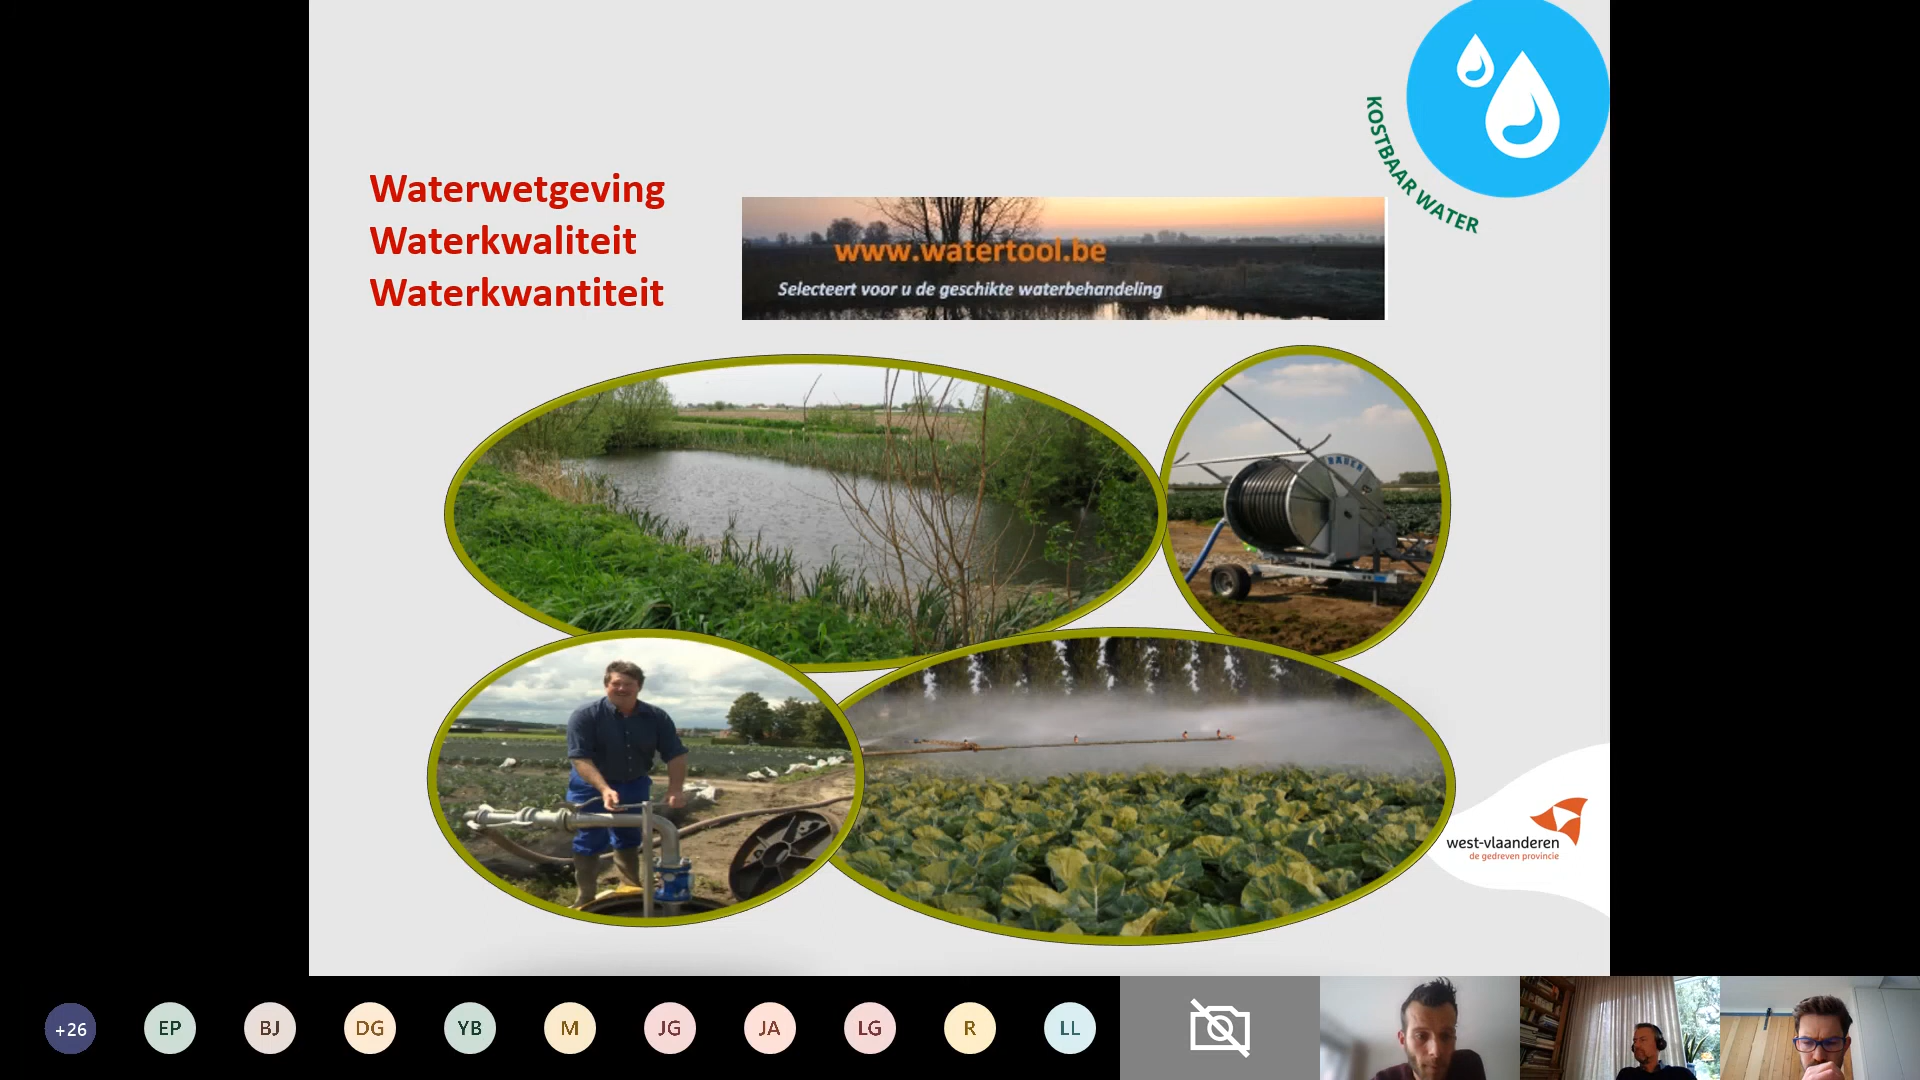 KOSTBAAR WATER
Waterwetgeving
Waterkwaliteit
Waterkwantiteit
www.watertool.be
Selecteert voor u de geschikte waterbehandeling
BAUER
west-vlaanderen
de gedreven provincie
+26
EP
BJ
DG
YB
M
JG
JA
LG
R
LL